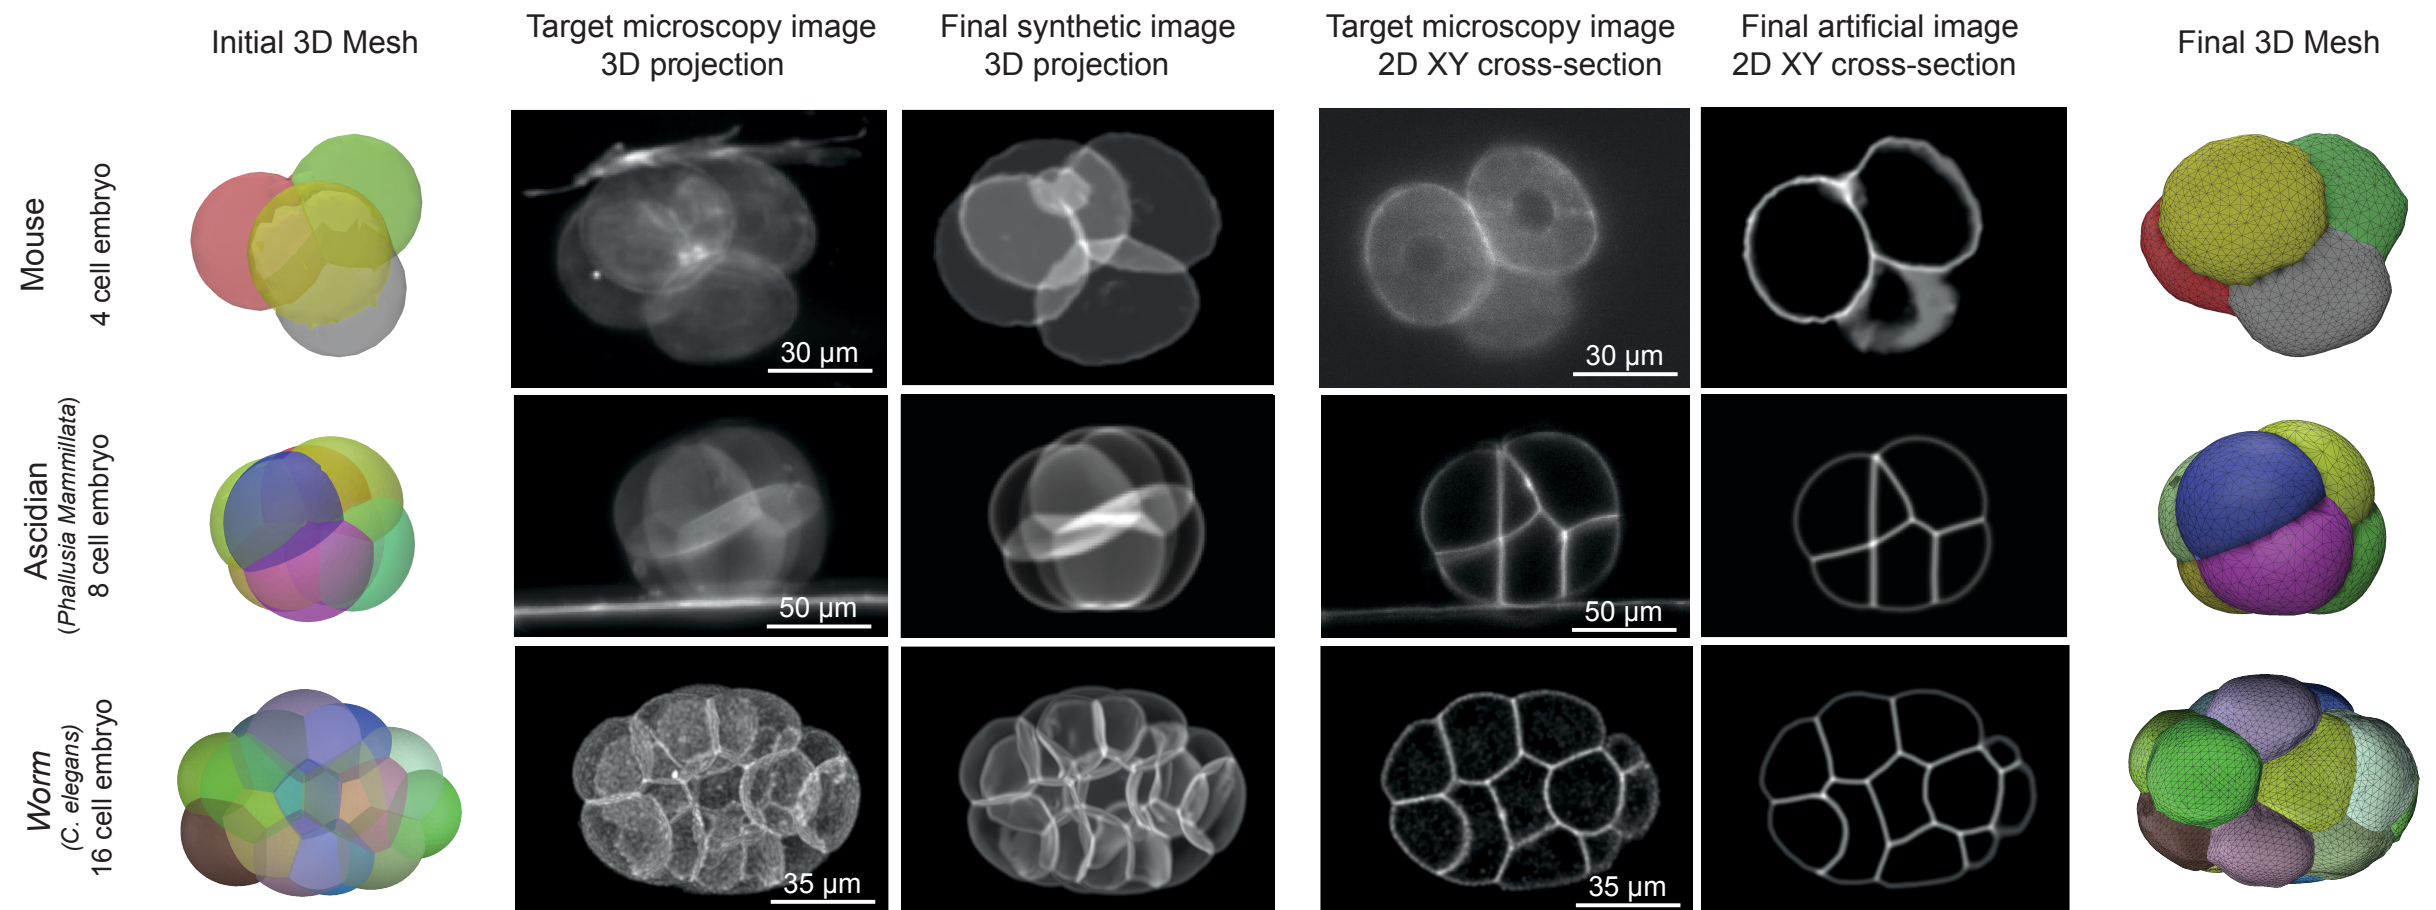 Initial 3D Mesh
Target microscopy image
3D projection
Final synthetic image
3D projection
Target microscopy image
2D XY cross-section
Final artificial image
2D XY cross-section
Final 3D Mesh
Mouse
4 cell embryo
30 µm
30 µm
Ascidian
(Phallusia Mammillata)
8 cell embryo
50 µm
50 µm
Worm
(C. elegans)
16 cell embryo
35 µm
35 µm